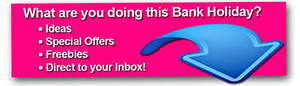 What are you doing this Bank Holiday?
Ideas
Special Offers
Freebies
Direct to your Inbox!